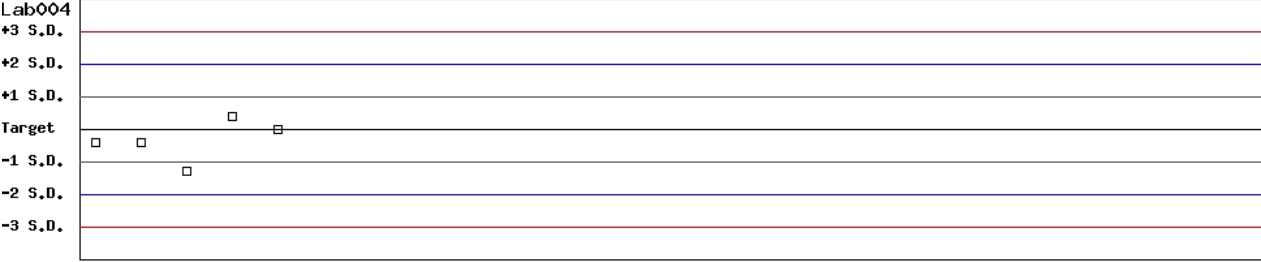 Lab004
+3 S.D.
+2 S.D.
+1 S.D.
Target
-1 S.D.
-2 S.D.
-3 S.D.